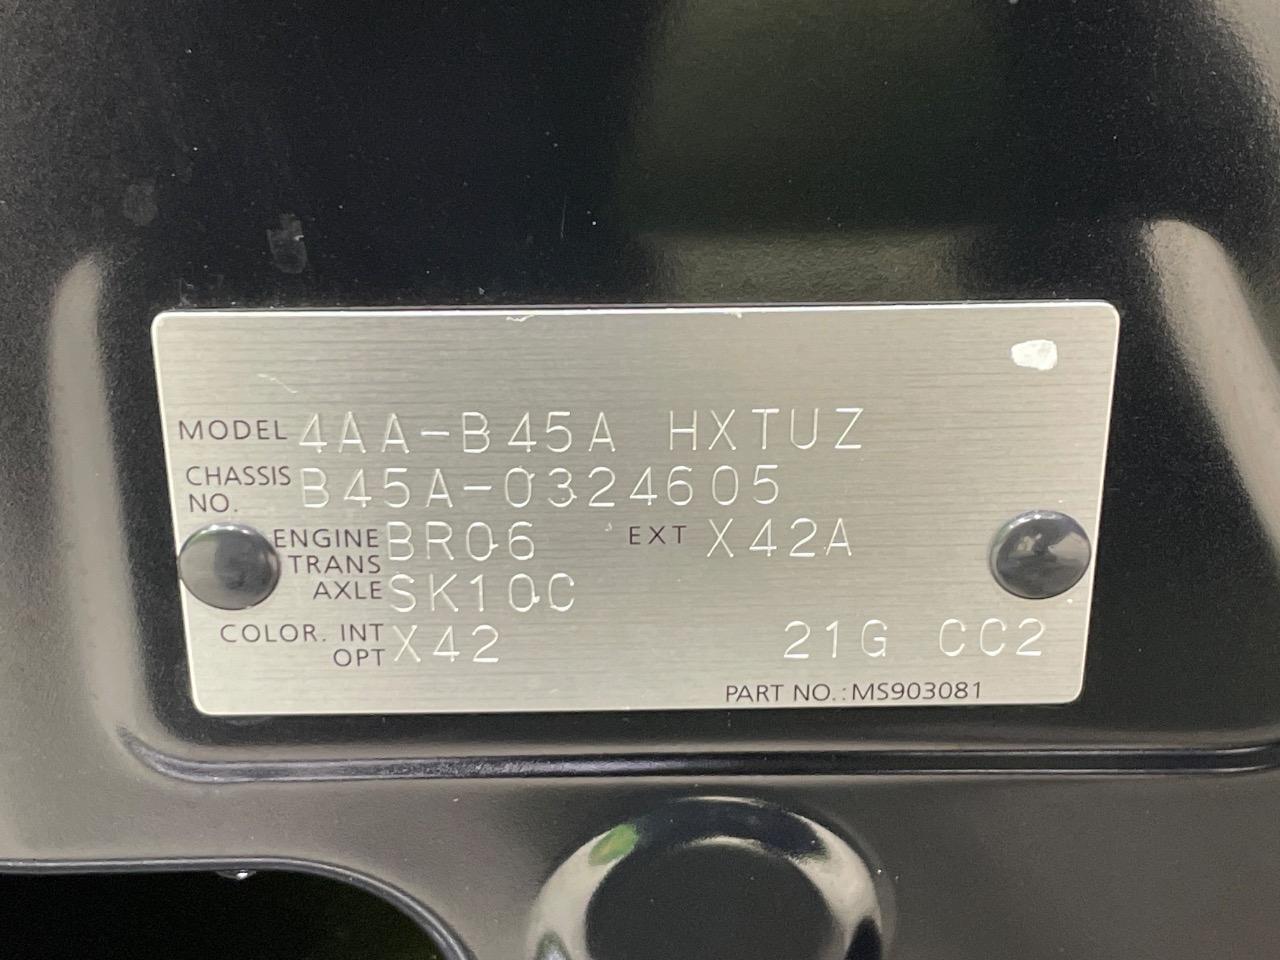 MODEL 4AA-B45A HXTUZ
CHASSIS NO. B45A-0324605
ENGINE BR06 EXT X42A
TRANS AXLE SK10C
COLOR. INT OPT X42 21G CC2
PART NO.:MS903081